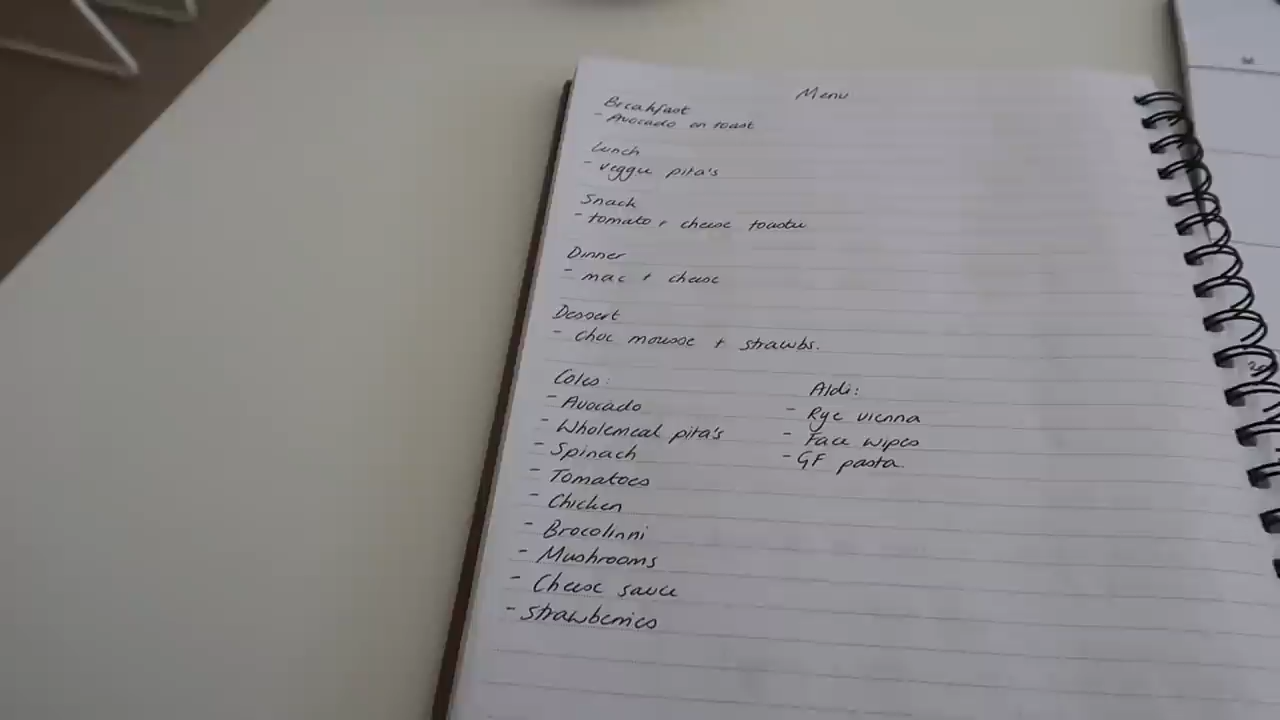 Menu
Breakfast
- Avocado on toast
Lunch
- veggie pita's
Snack
- tomato + cheese toastie
Dinner
- mac + cheese
Dessert
- choc mousse + strawbs.
Coles:
- Avocado
- Wholemeal pita's
- Spinach
- Tomatoes
- Chicken
- Brocolinni
- Mushrooms
- Cheese sauce
- strawberries
Aldi:
- Rye vienna
- Face wipes
- GF pasta.